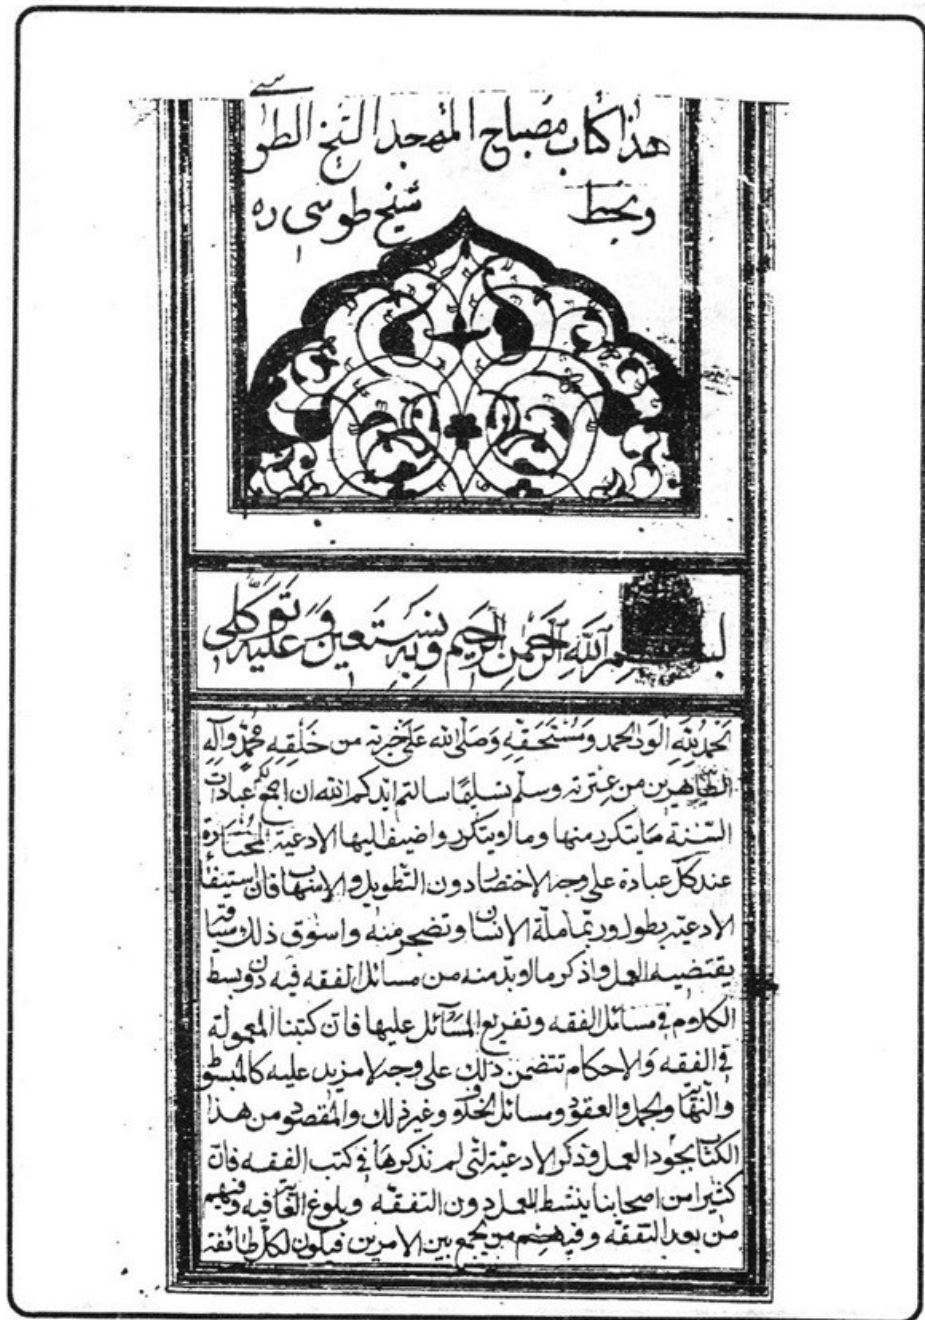 هذا كتاب مصباح المتهجد الشيخ الطوسي
وبخط شيخ طوسي ره
بسم الله الرحمن الرحيم وبه نستعين وعليه توكلي
الحمد لله الحمد ومستحقه وصلى الله على خيرته من خلقه محمد وآله
الطاهرين من عترته وسلم تسليما سالتم ايدكم الله ان اجمع لكم عبادات
السنة ما يتكرر منها وما لا يتكرر واضيف اليها الادعية المختارة
عند كل عبادة على وجه الاختصار دون التطويل والاسهاب فان استيفا
الادعية يطول وربما ملة الانسان وتضجر منه واسوق ذلك سياقة
يقتضيه العمل واذكر ما لا بد منه من مسائل الفقه فيه دون بسط
الكلام في مسائل الفقه وتفريع المسائل عليها فان كتبنا المعمولة
في الفقه والاحكام تتضمن ذلك على وجه لا مزيد عليه كالمبسوط
والنهاية والجمل والعقود ومسائل الخلاف وغير ذلك والمقصود من هذا
الكتاب العمل وذكر الادعية التي لم نذكرها في كتب الفقه فان
كثيرا من اصحابنا ينشط للعمل دون التفقه وبلوغ الغاية فيه وفيهم
من يعد التفقه وفيهم من يجمع بين الامرين فيكون لكل طائفة